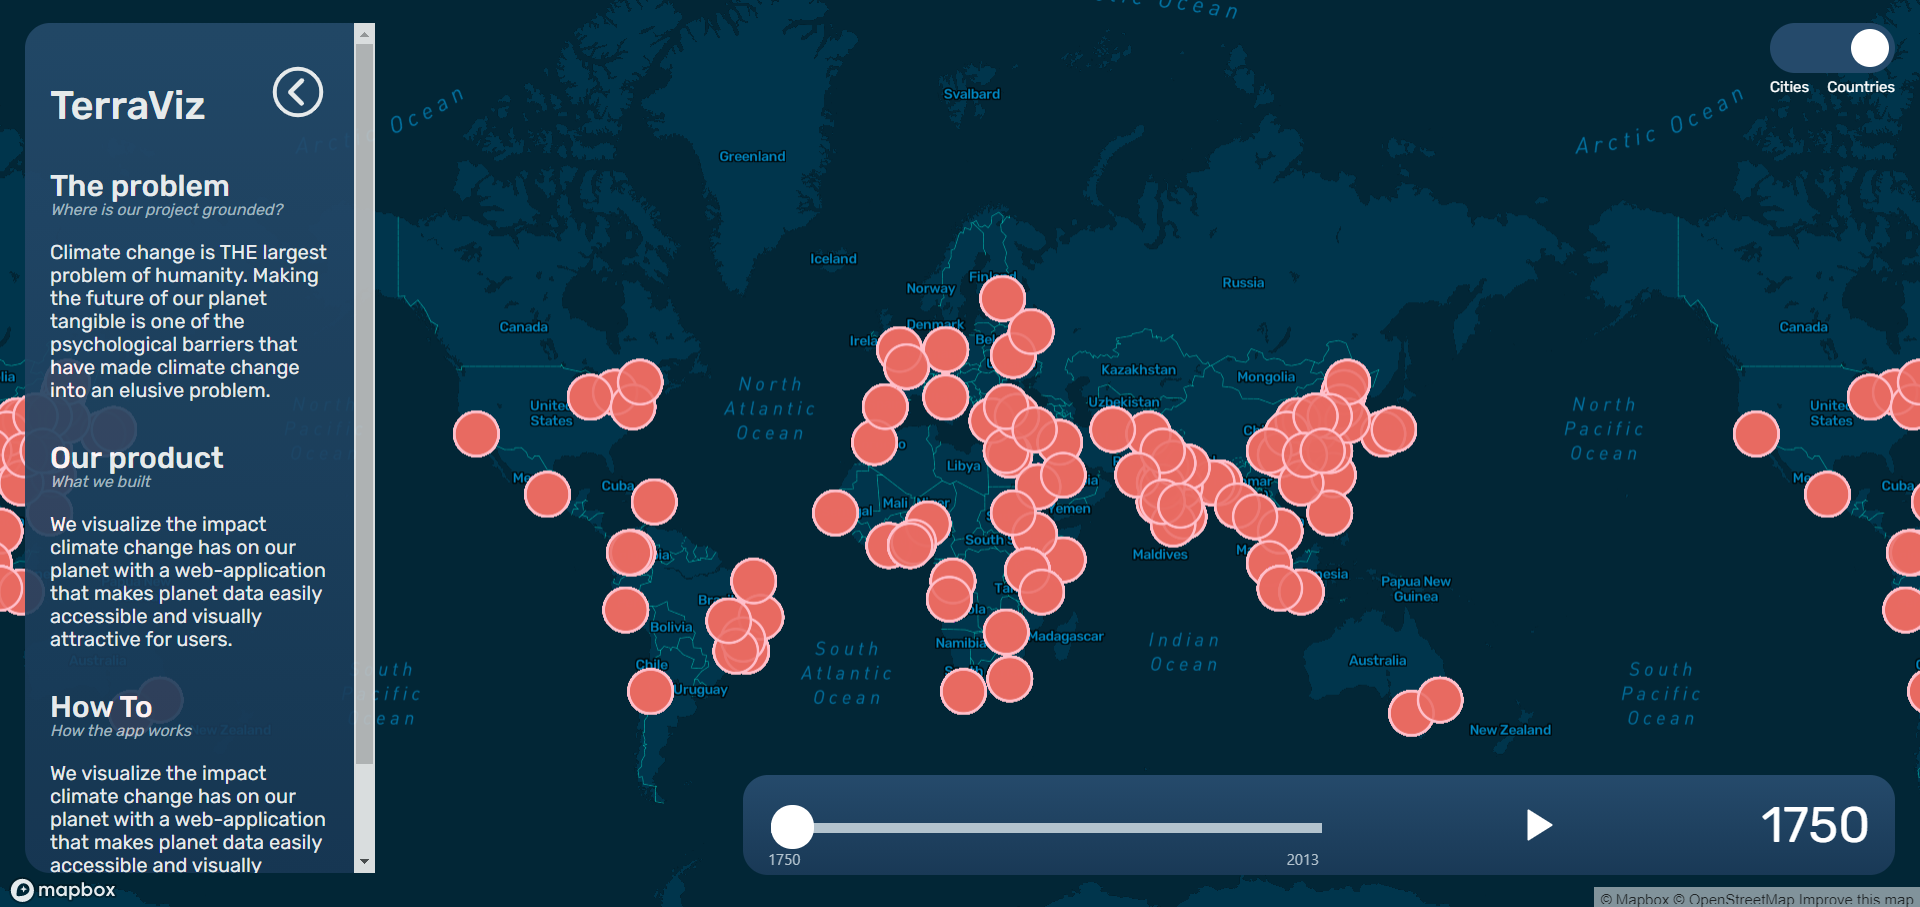 TerraViz
The problem
Where is our project grounded?
Climate change is THE largest
problem of humanity. Making
the future of our planet
tangible is one of the
psychological barriers that
have made climate change
into an elusive problem.
Our product
What we built
We visualize the impact
climate change has on our
planet with a web-application
that makes planet data easily
accessible and visually
attractive for users.
How To
How the app works
We visualize the impact
climate change has on our
planet with a web-application
that makes planet data easily
accessible and visually
mapbox
Cities
Countries
Arctic Ocean
Svalbard
Greenland
Iceland
Norway
Finland
Russia
Canada
Denmark
Kazakhstan
Mongolia
Uzbekistan
United
States
North
Atlantic
Ocean
North
Pacific
Ocean
Cuba
Libya
Mali
Yemen
South
Maldives
Papua New
Guinea
Bolivia
Namibia
Madagascar
Indian
Ocean
South
Atlantic
Ocean
Chile
Uruguay
Australia
South
Pacific
Ocean
New Zealand
Canada
United
States
Cuba
1750
2013
1750
© Mapbox © OpenStreetMap Improve this map